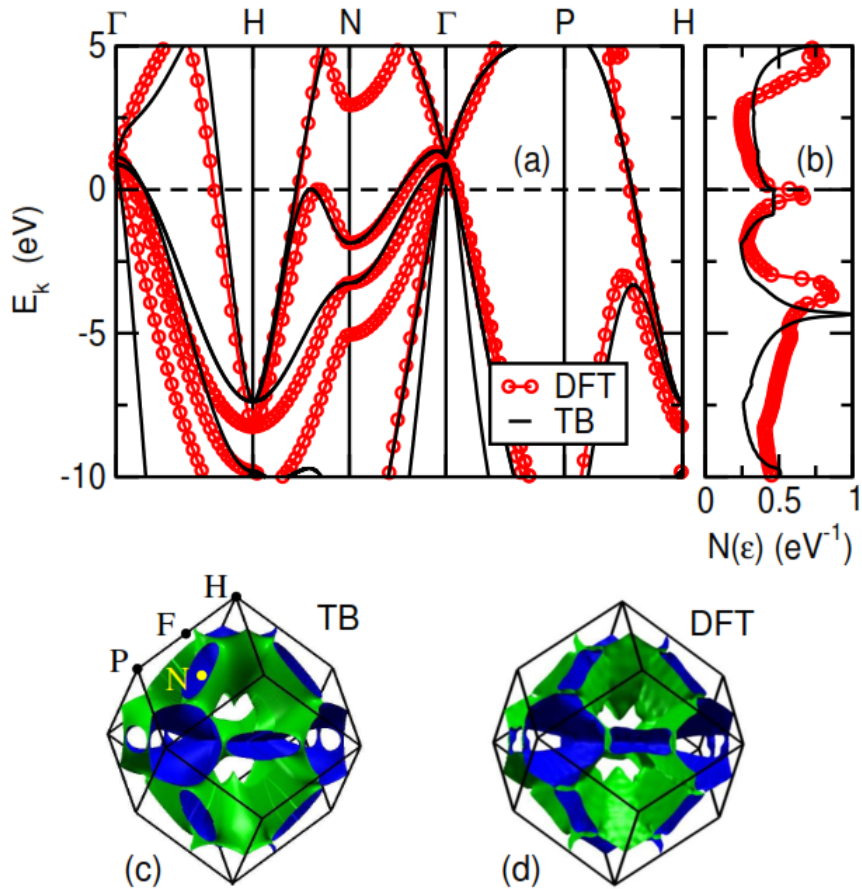 Γ H N Γ P H
5
0
-5
-10
E_k (eV)
(a)
(b)
DFT
TB
0 0.5 1
N(ε) (eV⁻¹)
H
TB
DFT
F
P
N
(c)
(d)